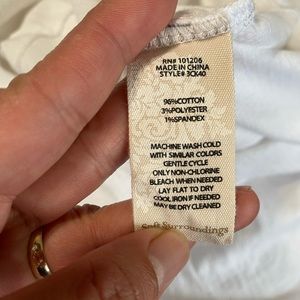 RN# 101206
MADE IN CHINA
STYLE# 3CK40
96%COTTON
3%POLYESTER
1%SPANDEX
MACHINE WASH COLD
WITH SIMILAR COLORS
GENTLE CYCLE
ONLY NON-CHLORINE
BLEACH WHEN NEEDED
LAY FLAT TO DRY
COOL IRON IF NEEDED
MAY BE DRY CLEANED
Soft Surroundings